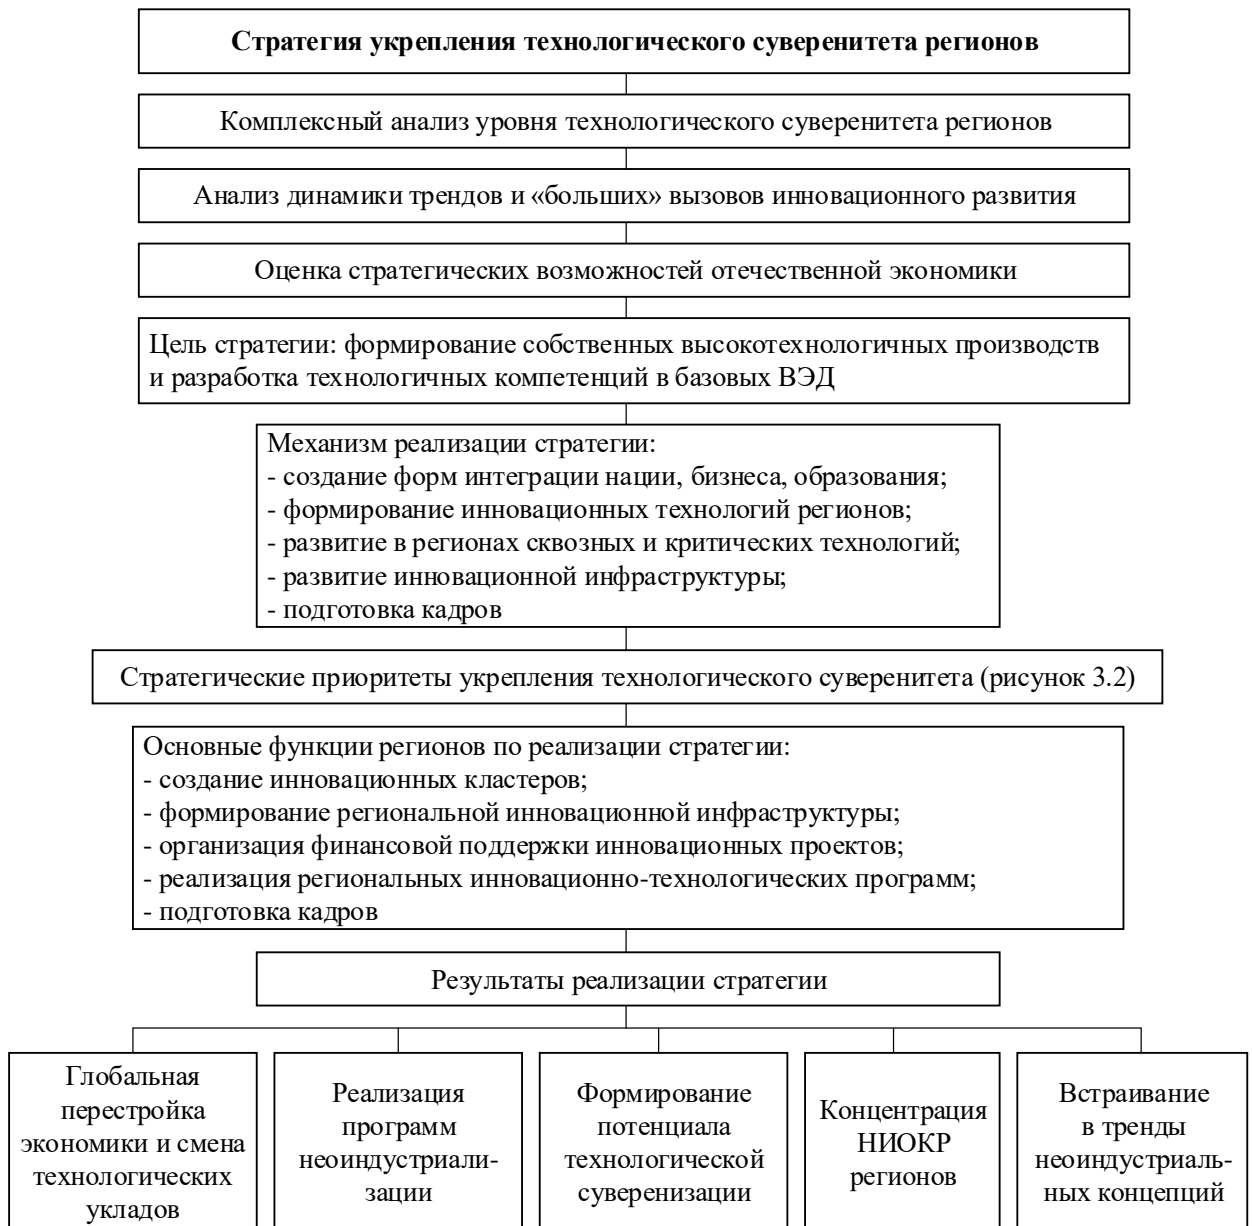 Стратегия укрепления технологического суверенитета регионов
Комплексный анализ уровня технологического суверенитета регионов
Анализ динамики трендов и «больших» вызовов инновационного развития
Оценка стратегических возможностей отечественной экономики
Цель стратегии: формирование собственных высокотехнологичных производств
и разработка технологичных компетенций в базовых ВЭД
Механизм реализации стратегии:
- создание форм интеграции нации, бизнеса, образования;
- формирование инновационных технологий регионов;
- развитие в регионах сквозных и критических технологий;
- развитие инновационной инфраструктуры;
- подготовка кадров
Стратегические приоритеты укрепления технологического суверенитета (рисунок 3.2)
Основные функции регионов по реализации стратегии:
- создание инновационных кластеров;
- формирование региональной инновационной инфраструктуры;
- организация финансовой поддержки инновационных проектов;
- реализация региональных инновационно-технологических программ;
- подготовка кадров
Результаты реализации стратегии
Глобальная
перестройка
экономики и смена
технологических
укладов
Реализация
программ
неоиндустриали-
зации
Формирование
потенциала
технологической
суверенизации
Концентрация
НИОКР
регионов
Встраивание
в тренды
неоиндустриаль-
ных концепций